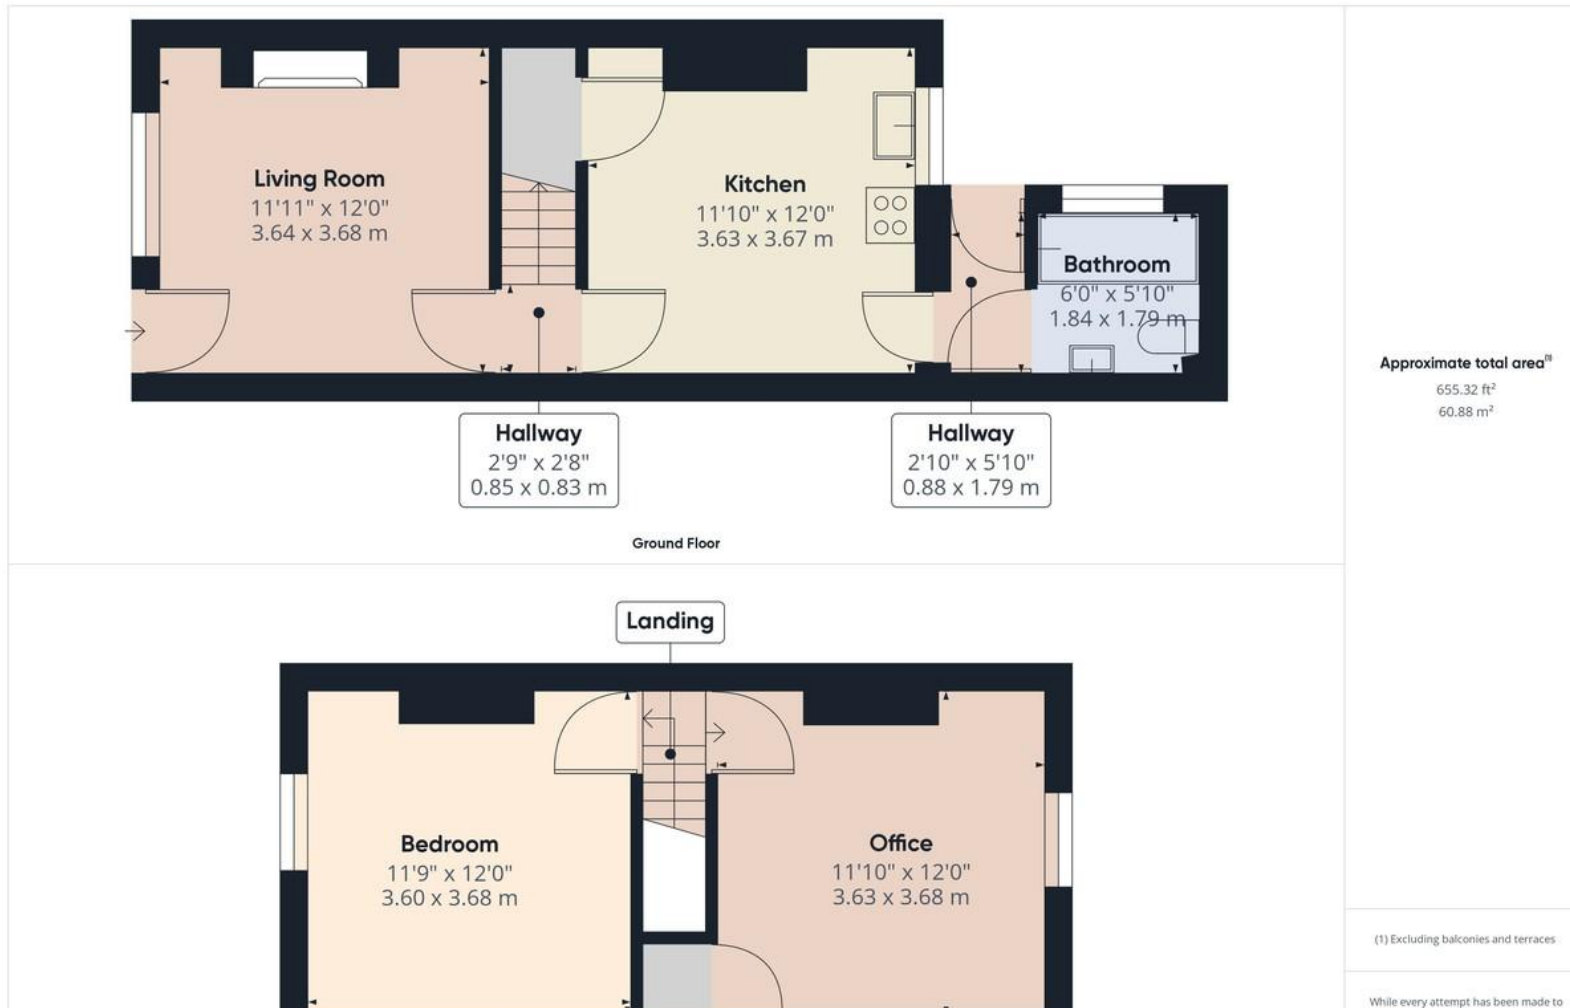 Living Room
11'11" x 12'0"
3.64 x 3.68 m
Kitchen
11'10" x 12'0"
3.63 x 3.67 m
Bathroom
6'0" x 5'10"
1.84 x 1.79 m
Hallway
2'9" x 2'8"
0.85 x 0.83 m
Hallway
2'10" x 5'10"
0.88 x 1.79 m
Ground Floor
Landing
Bedroom
11'9" x 12'0"
3.60 x 3.68 m
Office
11'10" x 12'0"
3.63 x 3.68 m
Approximate total area(1)
655.32 ft²
60.88 m²
(1) Excluding balconies and terraces
While every attempt has been made to